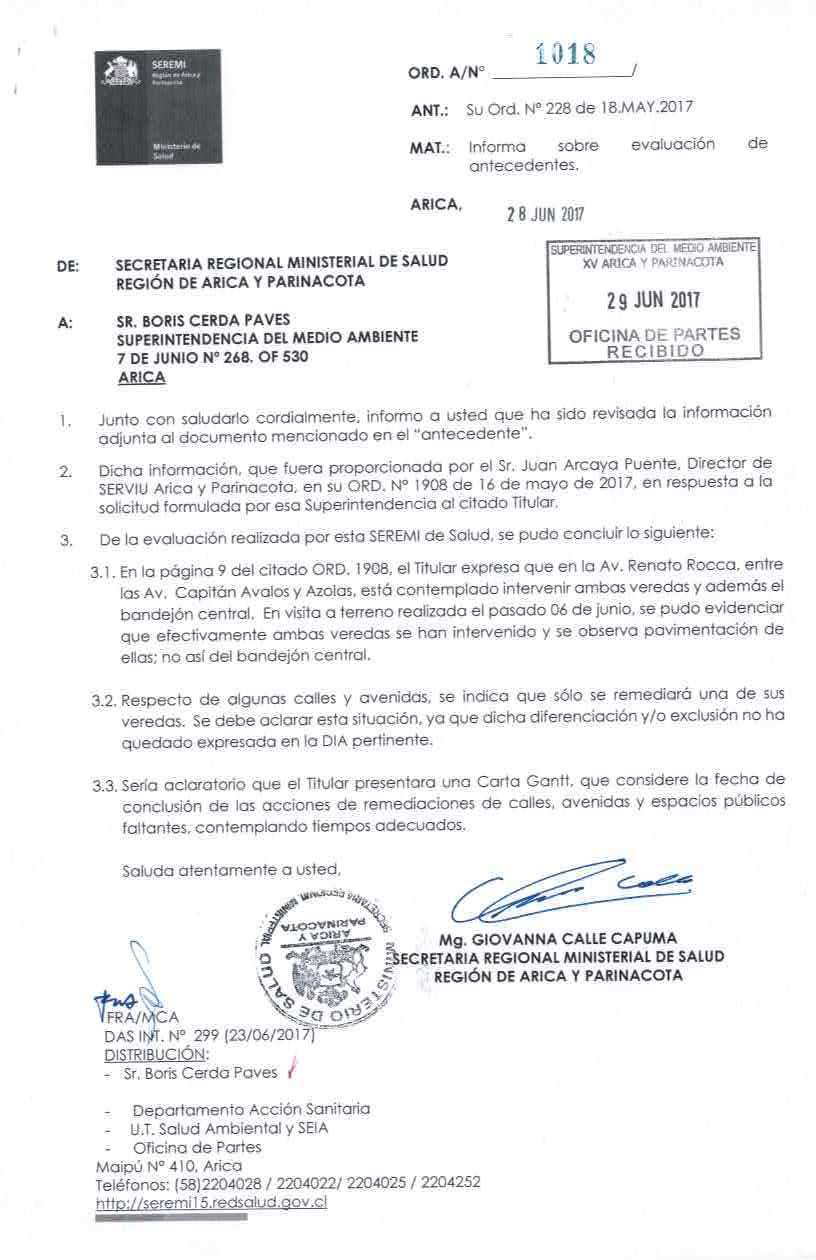 SEREMI
Región de Arica y
Parinacota
Ministerio de
Salud
ORD. A/N° 1018 /
ANT.: Su Ord. N° 228 de 18.MAY.2017
MAT.: Informa sobre evaluación de
antecedentes.
ARICA, 28 JUN 2017
SUPERINTENDENCIA DEL MEDIO AMBIENTE
XV ARICA Y PARINACOTA
29 JUN 2017
OFICINA DE PARTES
RECIBIDO
DE: SECRETARIA REGIONAL MINISTERIAL DE SALUD
REGIÓN DE ARICA Y PARINACOTA
A: SR. BORIS CERDA PAVES
SUPERINTENDENCIA DEL MEDIO AMBIENTE
7 DE JUNIO N° 268. OF 530
ARICA
1. Junto con saludarlo cordialmente, informo a usted que ha sido revisada la información
adjunta al documento mencionado en el "antecedente".
2. Dicha información, que fuera proporcionada por el Sr. Juan Arcaya Puente, Director de
SERVIU Arica y Parinacota, en su ORD. N° 1908 de 16 de mayo de 2017, en respuesta a la
solicitud formulada por esa Superintendencia al citado Titular.
3. De la evaluación realizada por esta SEREMI de Salud, se pudo concluir lo siguiente:
3.1. En la página 9 del citado ORD. 1908, el Titular expresa que en la Av. Renato Rocca, entre
las Av. Capitán Avalos y Azolas, está contemplado intervenir ambas veredas y además el
bandejón central. En visita a terreno realizada el pasado 06 de junio, se pudo evidenciar
que efectivamente ambas veredas se han intervenido y se observa pavimentación de
ellas; no así del bandejón central.
3.2. Respecto de algunas calles y avenidas, se indica que sólo se remediará una de sus
veredas. Se debe aclarar esta situación, ya que dicha diferenciación y/o exclusión no ha
quedado expresada en la DIA pertinente.
3.3. Sería aclaratorio que el Titular presentara una Carta Gantt, que considere la fecha de
conclusión de las acciones de remediaciones de calles, avenidas y espacios públicos
faltantes, contemplando tiempos adecuados.
Saluda atentamente a usted,
SECRETARIA REGIONAL MINISTERIAL
ARICA Y
PARINACOTA
MINISTERIO DE SALUD
Mg. GIOVANNA CALLE CAPUMA
SECRETARIA REGIONAL MINISTERIAL DE SALUD
REGIÓN DE ARICA Y PARINACOTA
FRA/MCA
DAS INT. N° 299 (23/06/2017)
DISTRIBUCIÓN:
- Sr. Boris Cerda Paves
- Departamento Acción Sanitaria
- U.T. Salud Ambiental y SEIA
- Oficina de Partes
Maipú N° 410, Arica
Teléfonos: (58)2204028 / 2204022/ 2204025 / 2204252
http://seremi15.redsalud.gov.cl